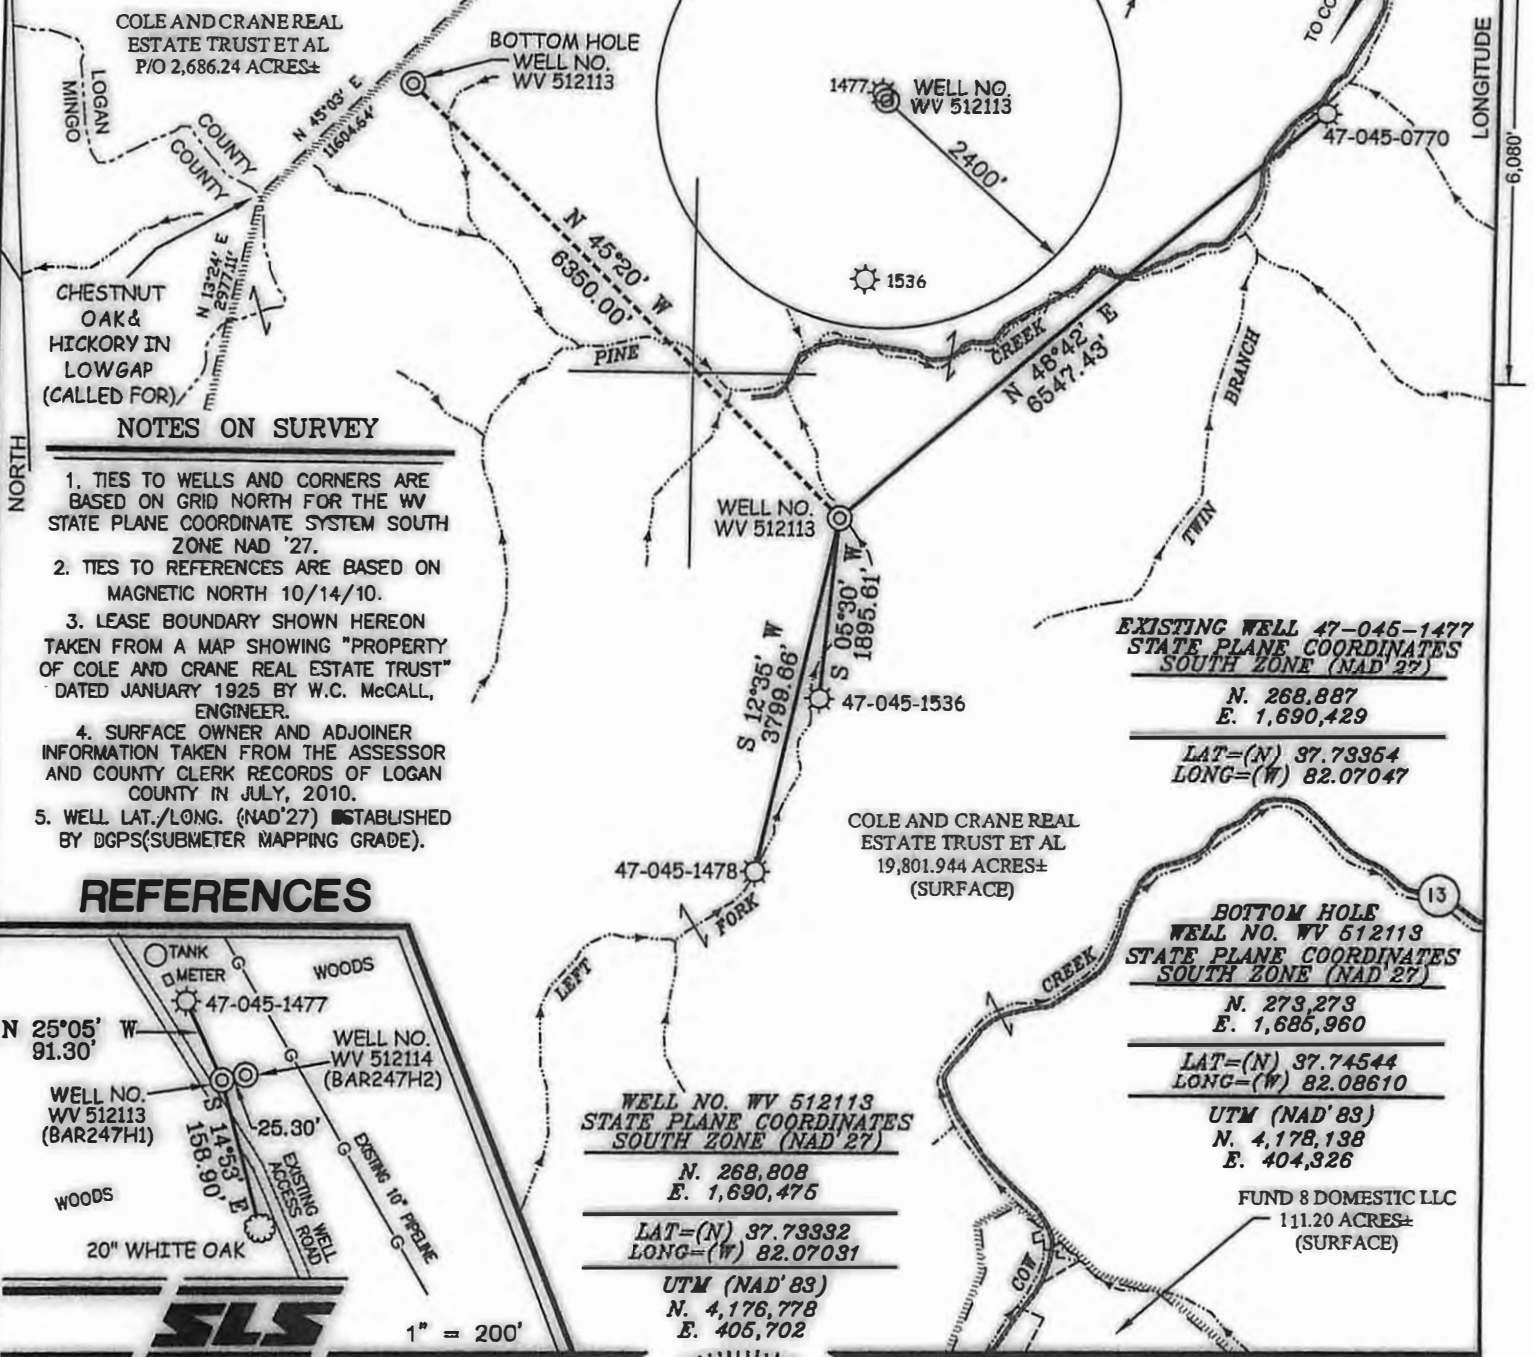 COLE AND CRANE REAL
ESTATE TRUST ET AL
P/O 2,686.24 ACRES±
LOGAN
MINGO
COUNTY
COUNTY
N 45°03' E
11604.64'
BOTTOM HOLE
WELL NO.
WV 512113
1477
WELL NO.
WV 512113
2400'
1536
TO CO
LONGITUDE
6,080'
47-045-0770
N 13°24' E
2977.11'
CHESTNUT
OAK &
HICKORY IN
LOWGAP
(CALLED FOR)
N 45°20' W
6350.00'
PINE
CREEK
N 48°42' E
6547.43'
BRANCH
TWIN
NORTH
NOTES ON SURVEY
1. TIES TO WELLS AND CORNERS ARE
BASED ON GRID NORTH FOR THE WV
STATE PLANE COORDINATE SYSTEM SOUTH
ZONE NAD '27.
2. TIES TO REFERENCES ARE BASED ON
MAGNETIC NORTH 10/14/10.
3. LEASE BOUNDARY SHOWN HEREON
TAKEN FROM A MAP SHOWING "PROPERTY
OF COLE AND CRANE REAL ESTATE TRUST"
DATED JANUARY 1925 BY W.C. McCALL,
ENGINEER.
4. SURFACE OWNER AND ADJOINER
INFORMATION TAKEN FROM THE ASSESSOR
AND COUNTY CLERK RECORDS OF LOGAN
COUNTY IN JULY, 2010.
5. WELL LAT./LONG. (NAD'27) ESTABLISHED
BY DGPS(SUBMETER MAPPING GRADE).
WELL NO.
WV 512113
S 05°30' W
1895.61'
S 12°35' W
3799.66'
47-045-1536
47-045-1478
FORK
LEFT
EXISTING WELL 47-045-1477
STATE PLANE COORDINATES
SOUTH ZONE (NAD'27)
N. 268,887
E. 1,690,429
LAT=(N) 37.73354
LONG=(W) 82.07047
COLE AND CRANE REAL
ESTATE TRUST ET AL
19,801.944 ACRES±
(SURFACE)
13
CREEK
BOTTOM HOLE
WELL NO. WV 512113
STATE PLANE COORDINATES
SOUTH ZONE (NAD'27)
N. 273,273
E. 1,685,960
LAT=(N) 37.74544
LONG=(W) 82.08610
UTM (NAD'83)
N. 4,178,138
E. 404,326
FUND 8 DOMESTIC LLC
111.20 ACRES±
(SURFACE)
COW
REFERENCES
TANK
METER
WOODS
G
47-045-1477
N 25°05' W
91.30'
WELL NO.
WV 512114
(BAR247H2)
G
WELL NO.
WV 512113
(BAR247H1)
25.30'
S 14°53' E
158.90'
G
EXISTING WELL
ACCESS ROAD
EXISTING 10" PIPELINE
G
WOODS
20" WHITE OAK
SLS
1" = 200'
WELL NO. WV 512113
STATE PLANE COORDINATES
SOUTH ZONE (NAD'27)
N. 268,808
E. 1,690,475
LAT=(N) 37.73332
LONG=(W) 82.07031
UTM (NAD'83)
N. 4,176,778
E. 405,702